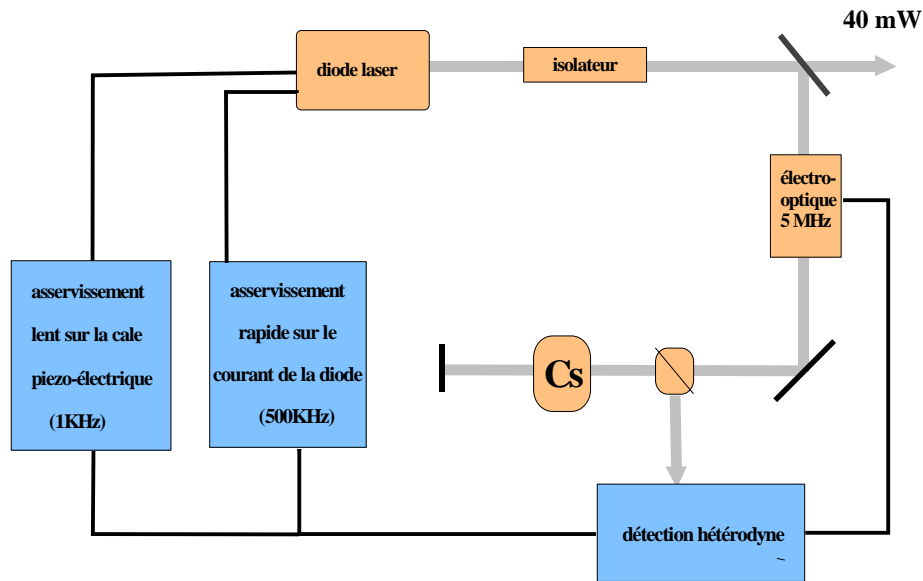 40 mW
diode laser
isolateur
électro-
optique
5 MHz
asservissement
lent sur la cale
piezo-électrique
(1KHz)
asservissement
rapide sur le
courant de la diode
(500KHz)
Cs
détection hétérodyne